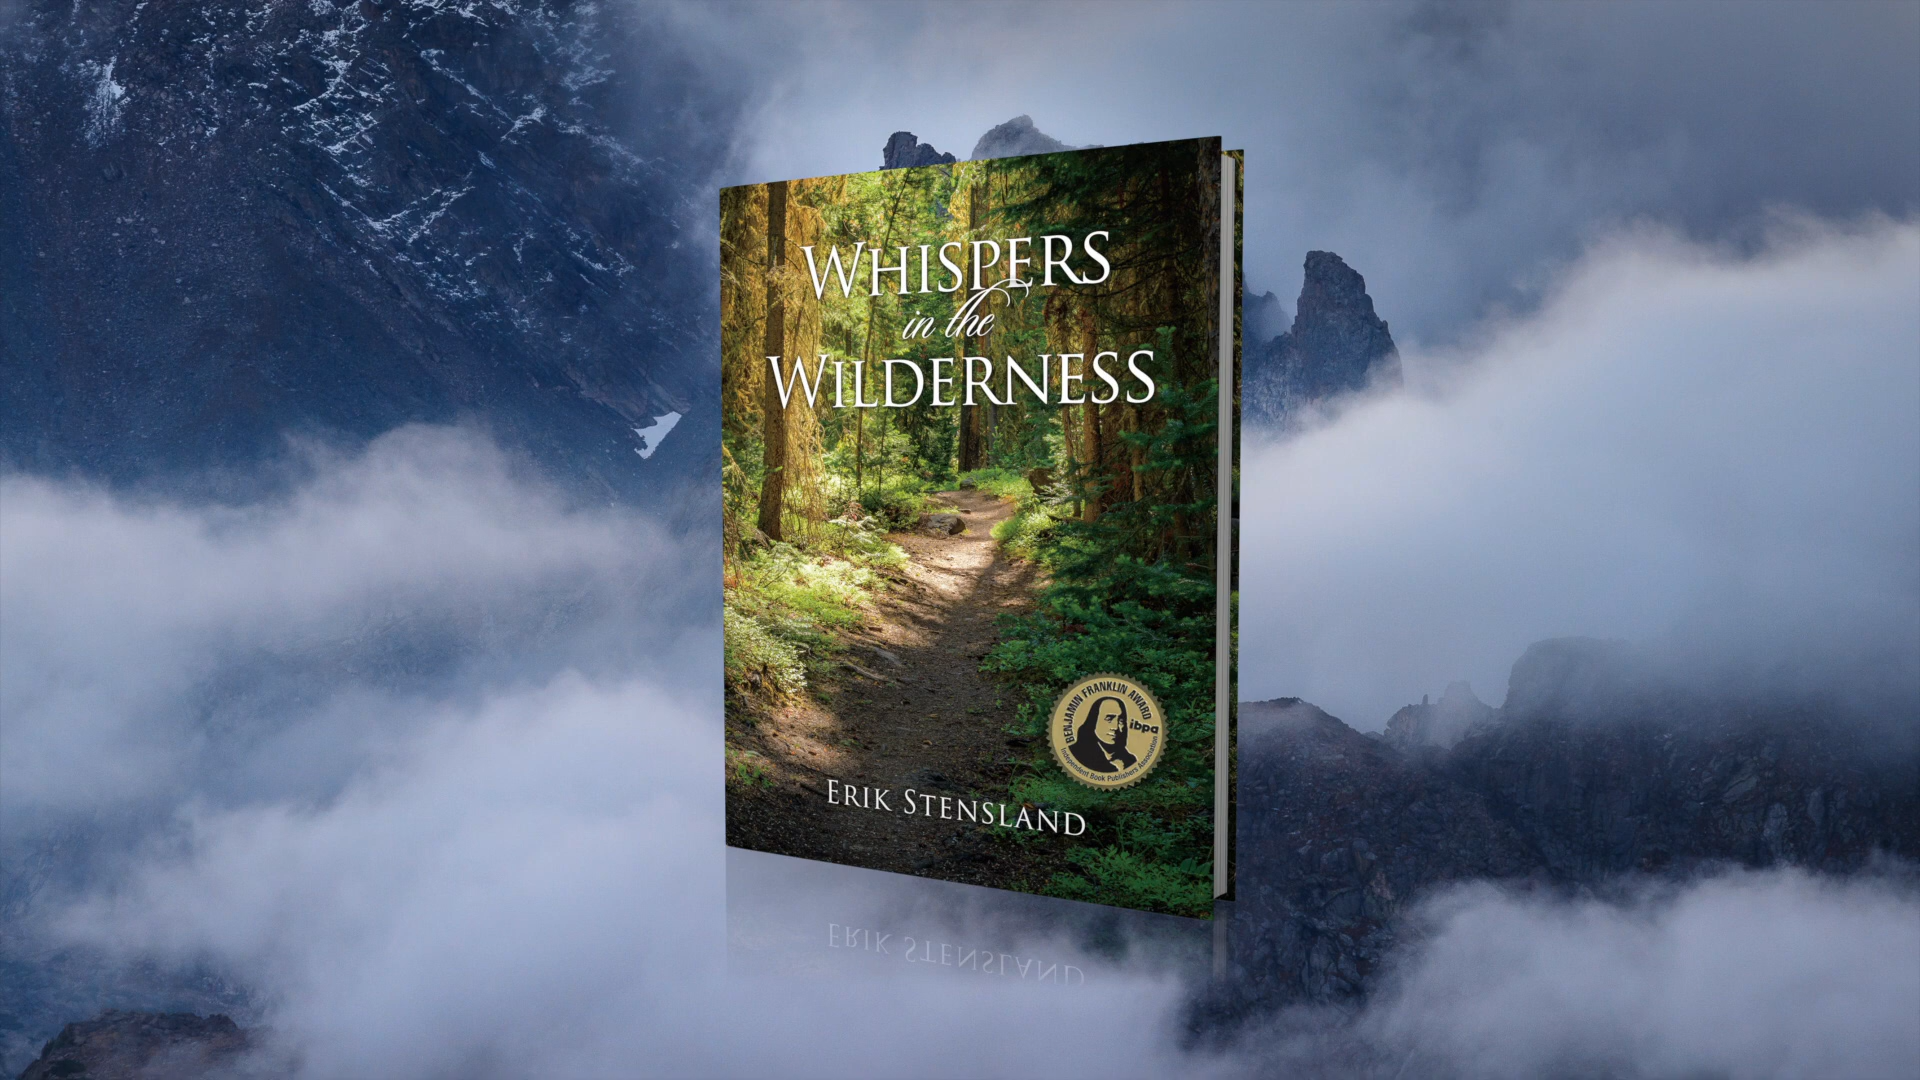 WHISPERS
in the
WILDERNESS
BENJAMIN FRANKLIN AWARD
ibpa
Independent Book Publishers Association
ERIK STENSLAND
ERIK STENSLAND